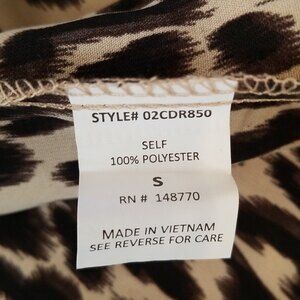 STYLE# 02CDR850
SELF
100% POLYESTER
S
RN # 148770
MADE IN VIETNAM
SEE REVERSE FOR CARE